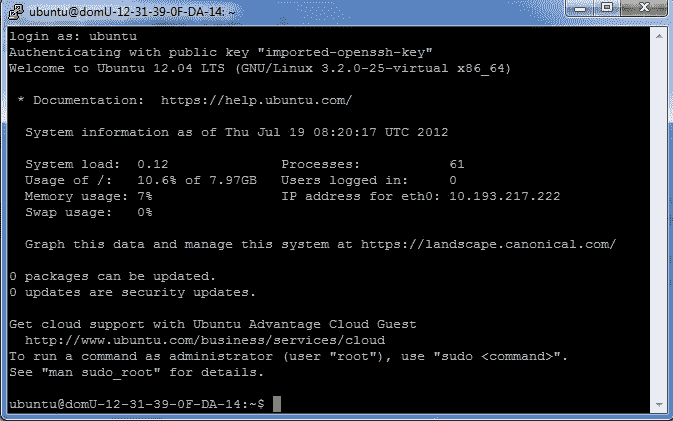 ubuntu@domU-12-31-39-0F-DA-14: ~
login as: ubuntu
Authenticating with public key "imported-openssh-key"
Welcome to Ubuntu 12.04 LTS (GNU/Linux 3.2.0-25-virtual x86_64)
* Documentation:  https://help.ubuntu.com/
System information as of Thu Jul 19 08:20:17 UTC 2012
System load:  0.12              Processes:           61
Usage of /:   10.6% of 7.97GB   Users logged in:     0
Memory usage: 7%                IP address for eth0: 10.193.217.222
Swap usage:   0%
Graph this data and manage this system at https://landscape.canonical.com/
0 packages can be updated.
0 updates are security updates.
Get cloud support with Ubuntu Advantage Cloud Guest
http://www.ubuntu.com/business/services/cloud
To run a command as administrator (user "root"), use "sudo <command>".
See "man sudo_root" for details.
ubuntu@domU-12-31-39-0F-DA-14:~$